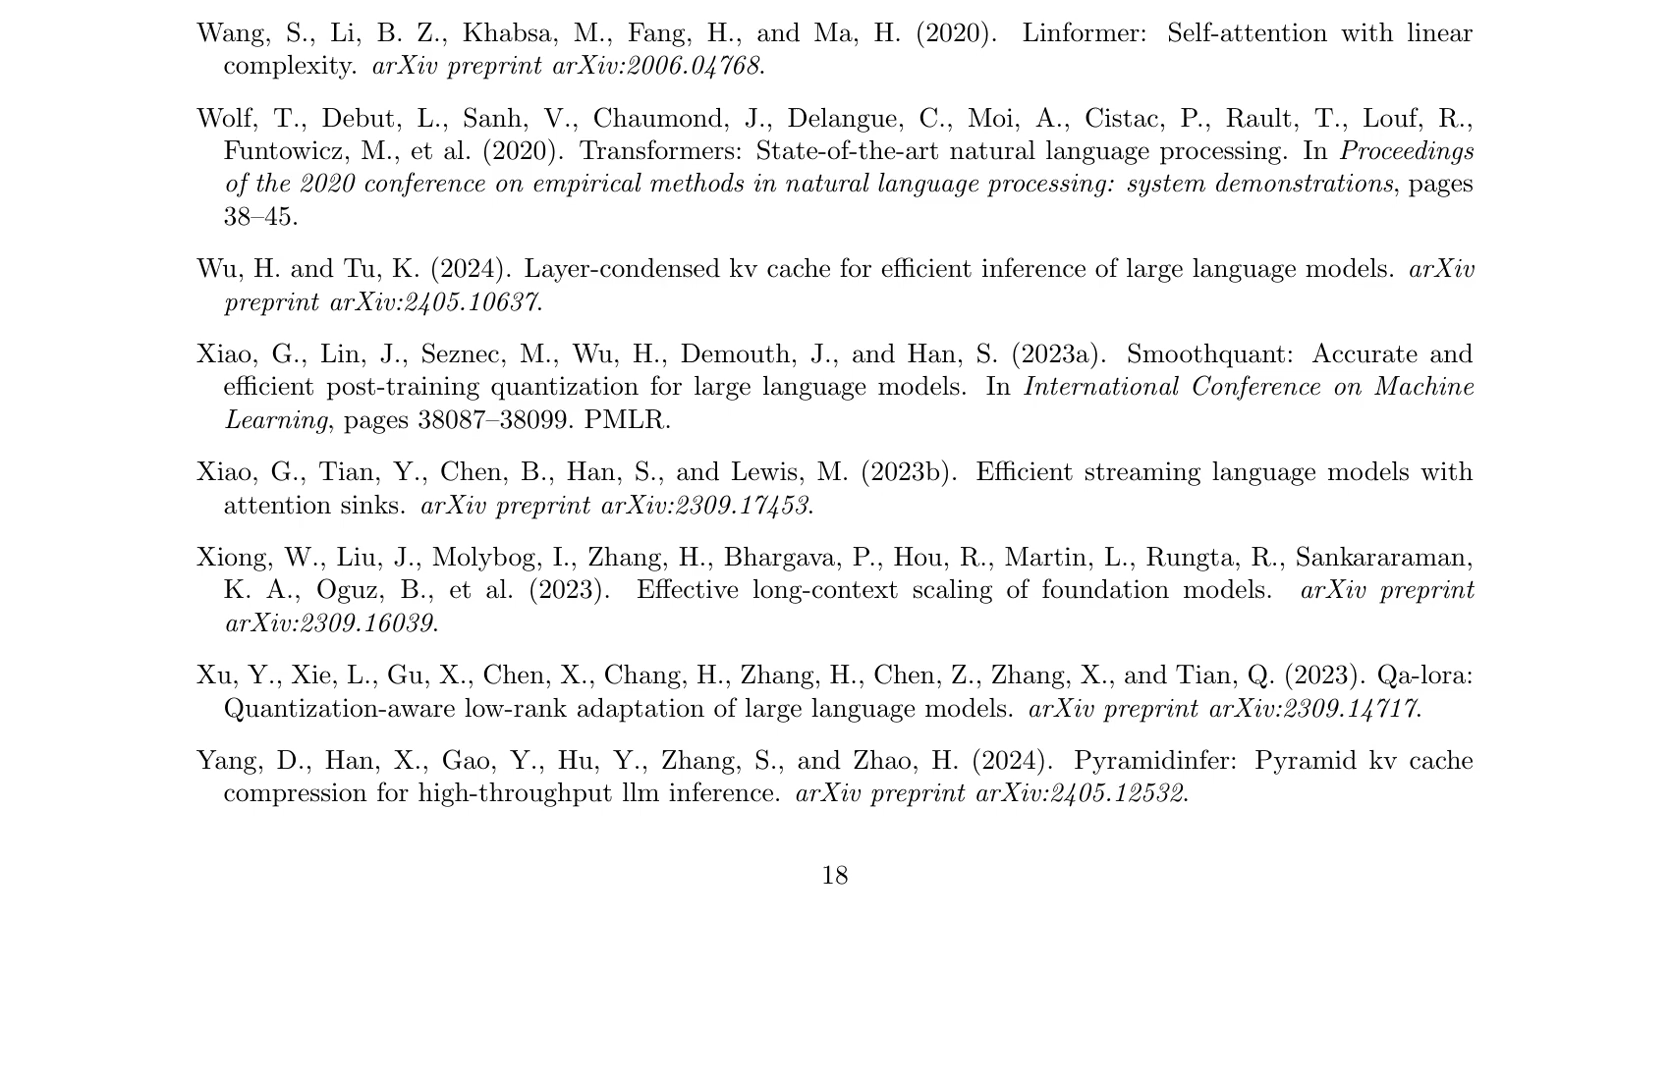 Wang, S., Li, B. Z., Khabsa, M., Fang, H., and Ma, H. (2020). Linformer: Self-attention with linear
complexity. arXiv preprint arXiv:2006.04768.
Wolf, T., Debut, L., Sanh, V., Chaumond, J., Delangue, C., Moi, A., Cistac, P., Rault, T., Louf, R.,
Funtowicz, M., et al. (2020). Transformers: State-of-the-art natural language processing. In Proceedings
of the 2020 conference on empirical methods in natural language processing: system demonstrations, pages
38–45.
Wu, H. and Tu, K. (2024). Layer-condensed kv cache for efficient inference of large language models. arXiv
preprint arXiv:2405.10637.
Xiao, G., Lin, J., Seznec, M., Wu, H., Demouth, J., and Han, S. (2023a). Smoothquant: Accurate and
efficient post-training quantization for large language models. In International Conference on Machine
Learning, pages 38087–38099. PMLR.
Xiao, G., Tian, Y., Chen, B., Han, S., and Lewis, M. (2023b). Efficient streaming language models with
attention sinks. arXiv preprint arXiv:2309.17453.
Xiong, W., Liu, J., Molybog, I., Zhang, H., Bhargava, P., Hou, R., Martin, L., Rungta, R., Sankararaman,
K. A., Oguz, B., et al. (2023). Effective long-context scaling of foundation models. arXiv preprint
arXiv:2309.16039.
Xu, Y., Xie, L., Gu, X., Chen, X., Chang, H., Zhang, H., Chen, Z., Zhang, X., and Tian, Q. (2023). Qa-lora:
Quantization-aware low-rank adaptation of large language models. arXiv preprint arXiv:2309.14717.
Yang, D., Han, X., Gao, Y., Hu, Y., Zhang, S., and Zhao, H. (2024). Pyramidinfer: Pyramid kv cache
compression for high-throughput llm inference. arXiv preprint arXiv:2405.12532.
18